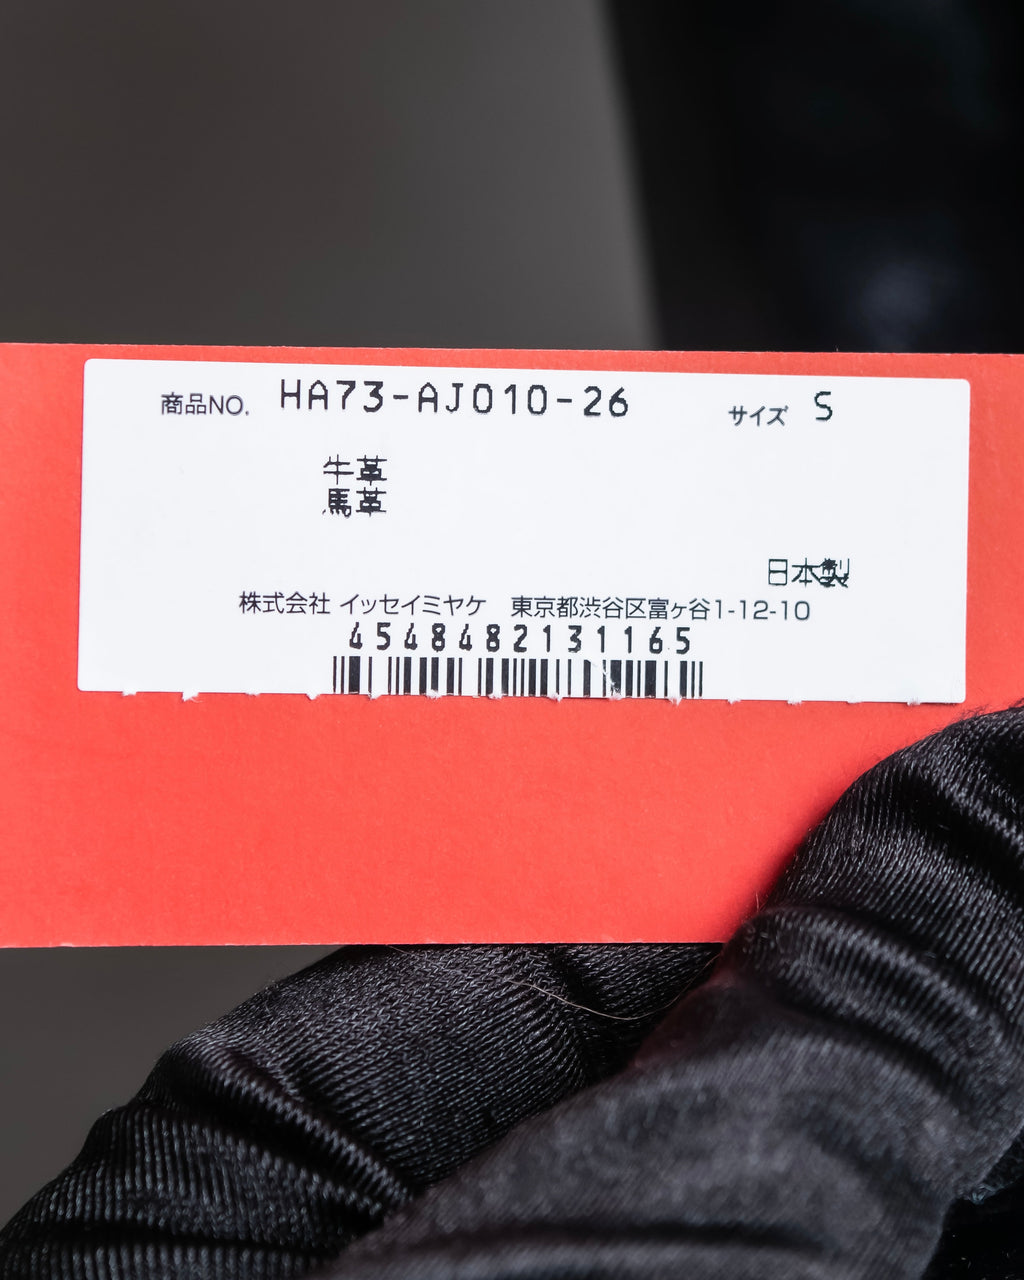 商品NO. HA73-AJ010-26 サイズ S
牛革
馬革
日本製
株式会社 イッセイミヤケ 東京都渋谷区富ヶ谷1-12-10
4548482131165